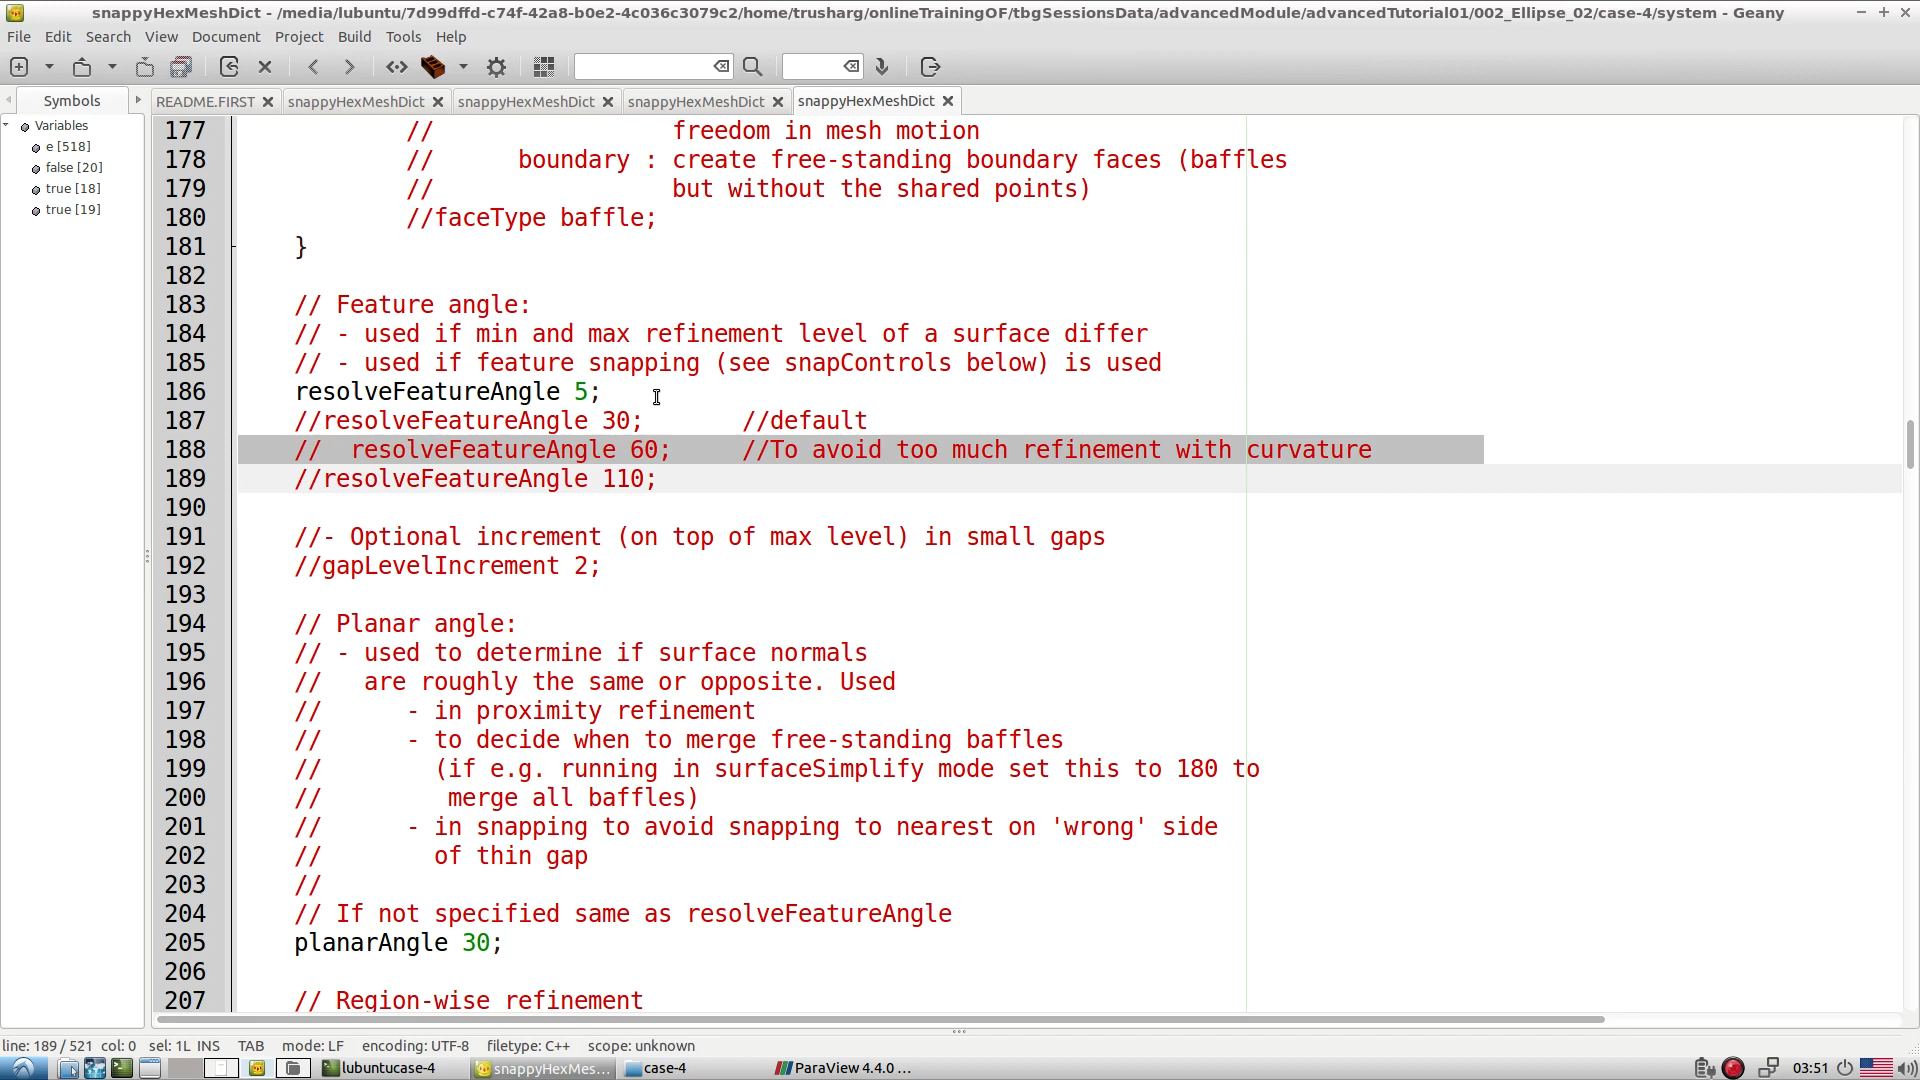 snappyHexMeshDict - /media/lubuntu/7d99dffd-c74f-42a8-b0e2-4c036c3079c2/home/trusharg/onlineTrainingOF/tbgSessionsData/advancedModule/advancedTutorial01/002_Ellipse_02/case-4/system - Geany
File Edit Search View Document Project Build Tools Help
Symbols
README.FIRST snappyHexMeshDict snappyHexMeshDict snappyHexMeshDict snappyHexMeshDict
Variables
e [518]
false [20]
true [18]
true [19]
177 // freedom in mesh motion
178 // boundary : create free-standing boundary faces (baffles
179 // but without the shared points)
180 //faceType baffle;
181 }
182
183 // Feature angle:
184 // - used if min and max refinement level of a surface differ
185 // - used if feature snapping (see snapControls below) is used
186 resolveFeatureAngle 5;
187 //resolveFeatureAngle 30; //default
188 // resolveFeatureAngle 60; //To avoid too much refinement with curvature
189 //resolveFeatureAngle 110;
190
191 //- Optional increment (on top of max level) in small gaps
192 //gapLevelIncrement 2;
193
194 // Planar angle:
195 // - used to determine if surface normals
196 // are roughly the same or opposite. Used
197 // - in proximity refinement
198 // - to decide when to merge free-standing baffles
199 // (if e.g. running in surfaceSimplify mode set this to 180 to
200 // merge all baffles)
201 // - in snapping to avoid snapping to nearest on 'wrong' side
202 // of thin gap
203 //
204 // If not specified same as resolveFeatureAngle
205 planarAngle 30;
206
207 // Region-wise refinement
line: 189 / 521 col: 0 sel: 1L INS TAB mode: LF encoding: UTF-8 filetype: C++ scope: unknown
lubuntucase-4 snappyHexMes... case-4 ParaView 4.4.0 ... 03:51